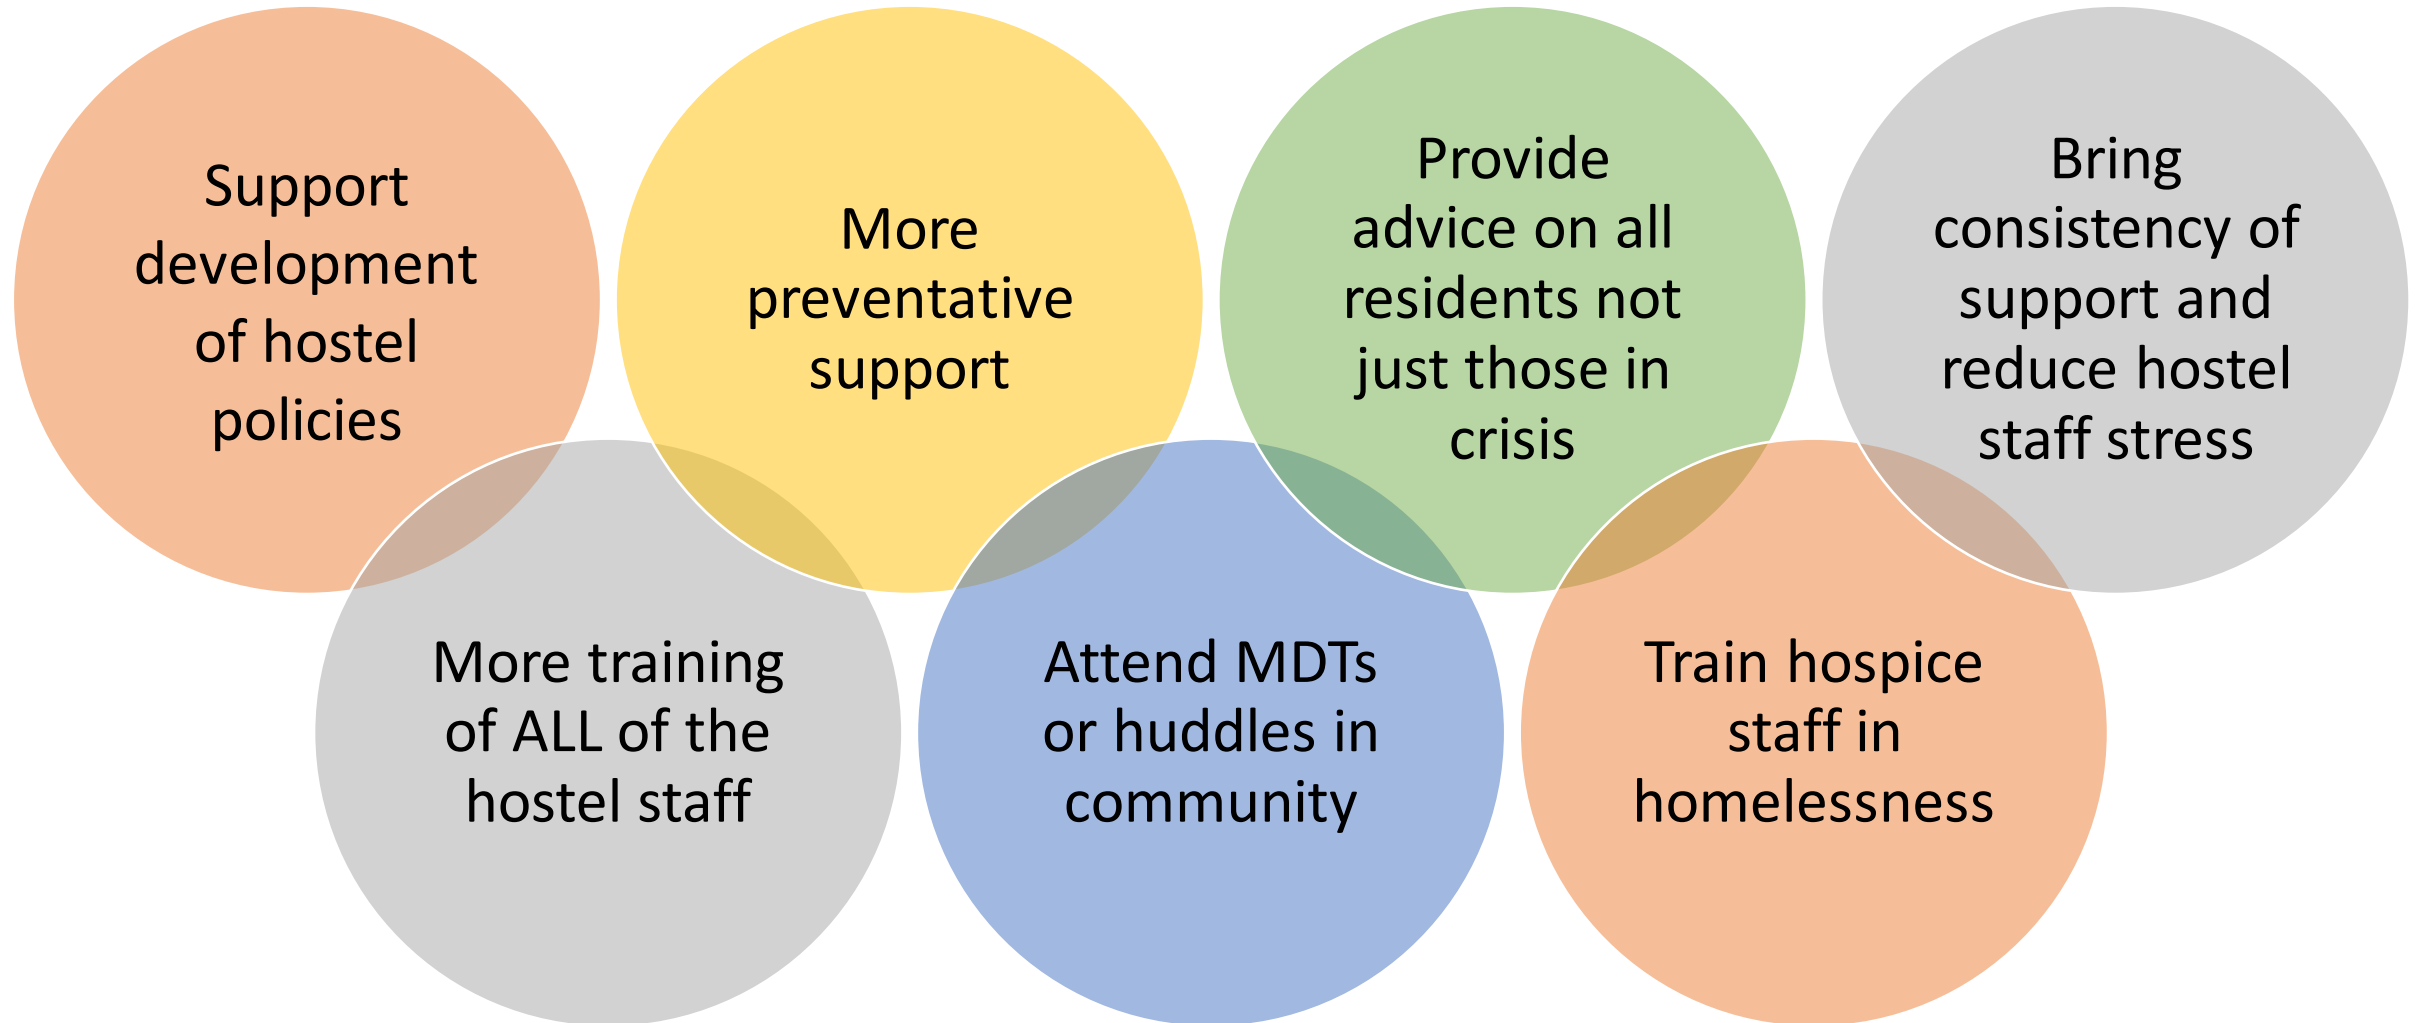 Support
development
of hostel
policies
More training
of ALL of the
hostel staff
More
preventative
support
Attend MDTs
or huddles in
community
Provide
advice on all
residents not
just those in
crisis
Train hospice
staff in
homelessness
Bring
consistency of
support and
reduce hostel
staff stress